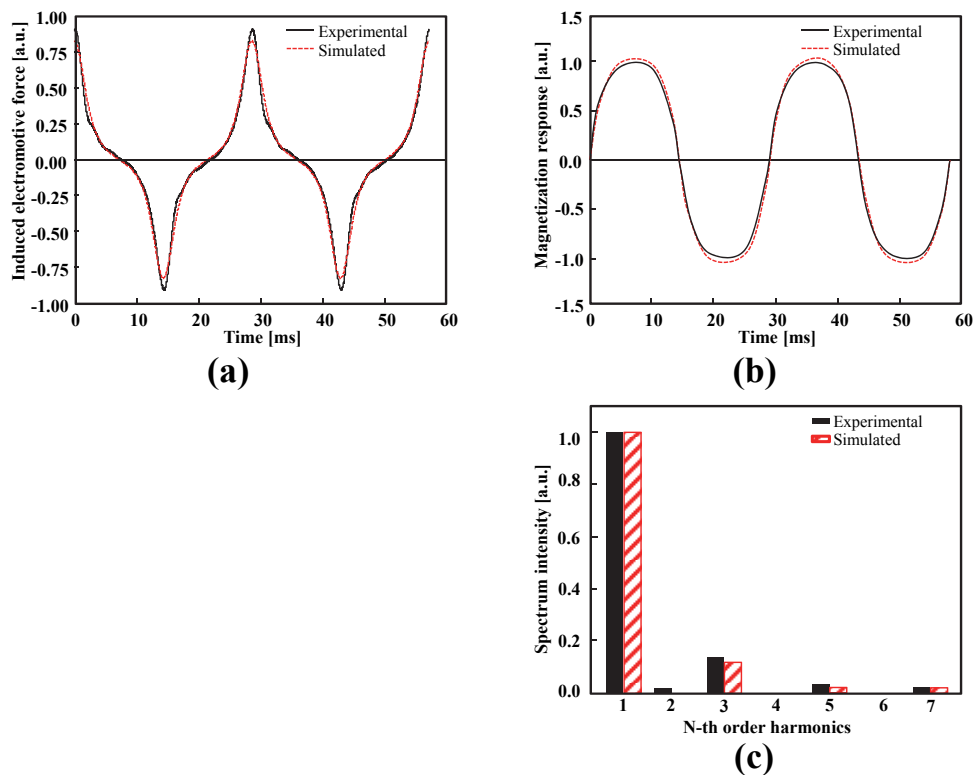 Induced electromotive force [a.u.]
1.00
0.75
0.50
0.25
0.00
-0.25
-0.50
-0.75
-1.00
Experimental
Simulated
0 10 20 30 40 50 60
Time [ms]
(a)
Magnetization response [a.u.]
1.5
1.0
0.5
0.0
-0.5
-1.0
-1.5
Experimental
Simulated
0 10 20 30 40 50 60
Time [ms]
(b)
Spectrum intensity [a.u.]
1.0
0.8
0.6
0.4
0.2
0.0
Experimental
Simulated
1 2 3 4 5 6 7
N-th order harmonics
(c)